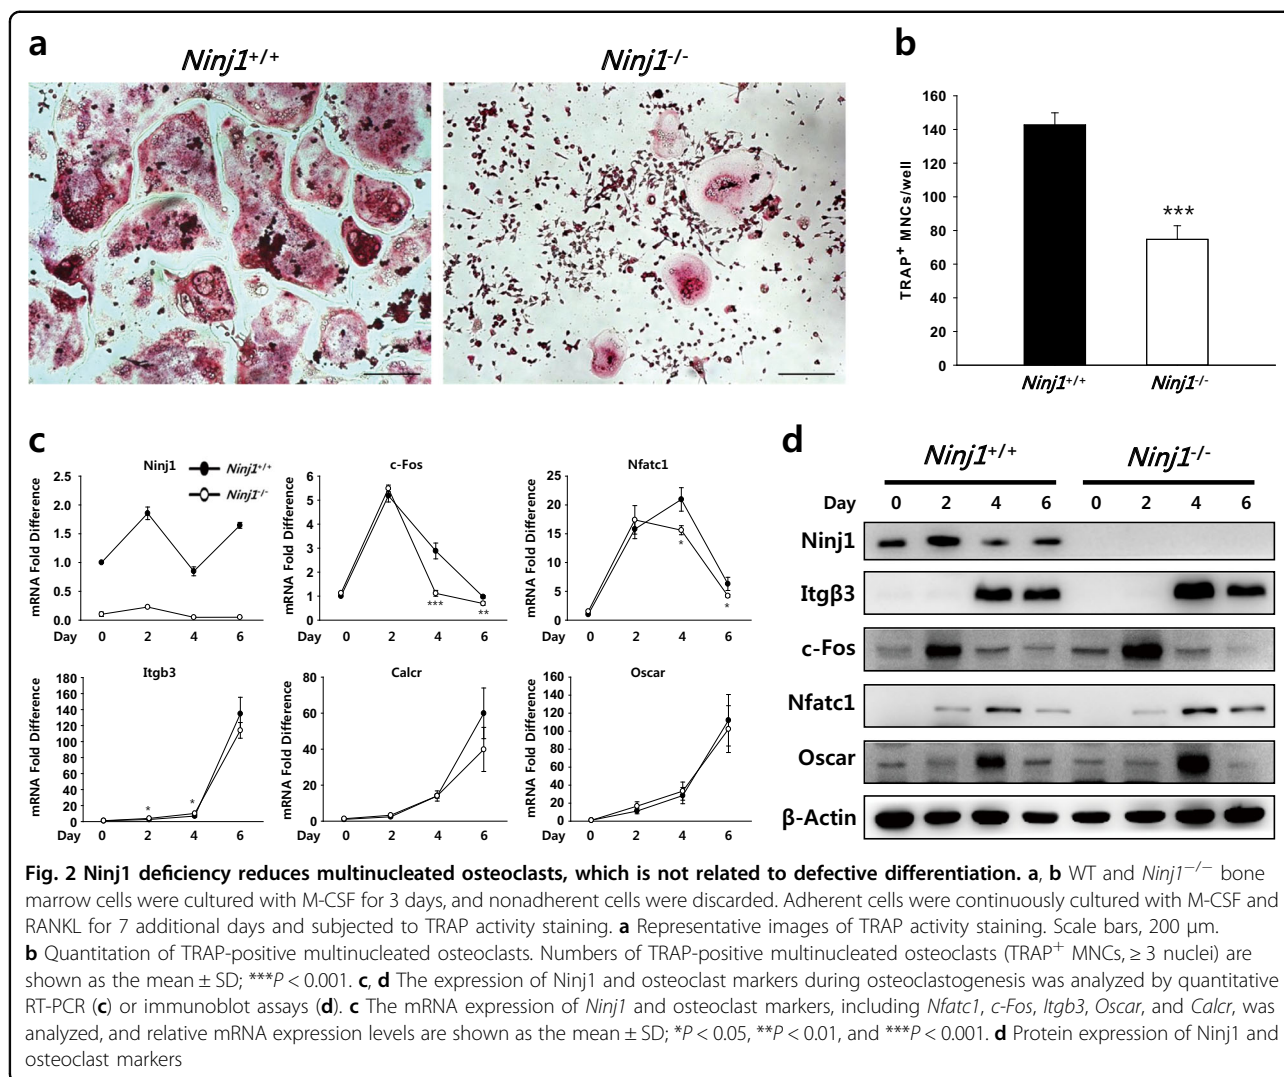 a
Ninj1+/+
Ninj1-/-
b
160
140
120
100
80
60
40
20
0
TRAP+ MNCs/well
***
Ninj1+/+
Ninj1-/-
c
Ninj1
Ninj1+/+
Ninj1-/-
mRNA Fold Difference
2.5
2.0
1.5
1.0
0.5
0.0
Day 0 2 4 6
c-Fos
mRNA Fold Difference
6
5
4
3
2
1
0
***
**
Day 0 2 4 6
Nfatc1
mRNA Fold Difference
25
20
15
10
5
0
*
*
Day 0 2 4 6
Itgb3
mRNA Fold Difference
180
160
140
120
100
80
60
40
20
0
*
*
Day 0 2 4 6
Calcr
mRNA Fold Difference
80
60
40
20
0
Day 0 2 4 6
Oscar
mRNA Fold Difference
160
140
120
100
80
60
40
20
0
Day 0 2 4 6
d
Ninj1+/+ Ninj1-/-
Day 0 2 4 6 0 2 4 6
Ninj1
Itgβ3
c-Fos
Nfatc1
Oscar
β-Actin
Fig. 2 Ninj1 deficiency reduces multinucleated osteoclasts, which is not related to defective differentiation. a, b WT and Ninj1−/− bone
marrow cells were cultured with M-CSF for 3 days, and nonadherent cells were discarded. Adherent cells were continuously cultured with M-CSF and
RANKL for 7 additional days and subjected to TRAP activity staining. a Representative images of TRAP activity staining. Scale bars, 200 μm.
b Quantitation of TRAP-positive multinucleated osteoclasts. Numbers of TRAP-positive multinucleated osteoclasts (TRAP+ MNCs, ≥ 3 nuclei) are
shown as the mean ± SD; ***P < 0.001. c, d The expression of Ninj1 and osteoclast markers during osteoclastogenesis was analyzed by quantitative
RT-PCR (c) or immunoblot assays (d). c The mRNA expression of Ninj1 and osteoclast markers, including Nfatc1, c-Fos, Itgb3, Oscar, and Calcr, was
analyzed, and relative mRNA expression levels are shown as the mean ± SD; *P < 0.05, **P < 0.01, and ***P < 0.001. d Protein expression of Ninj1 and
osteoclast markers